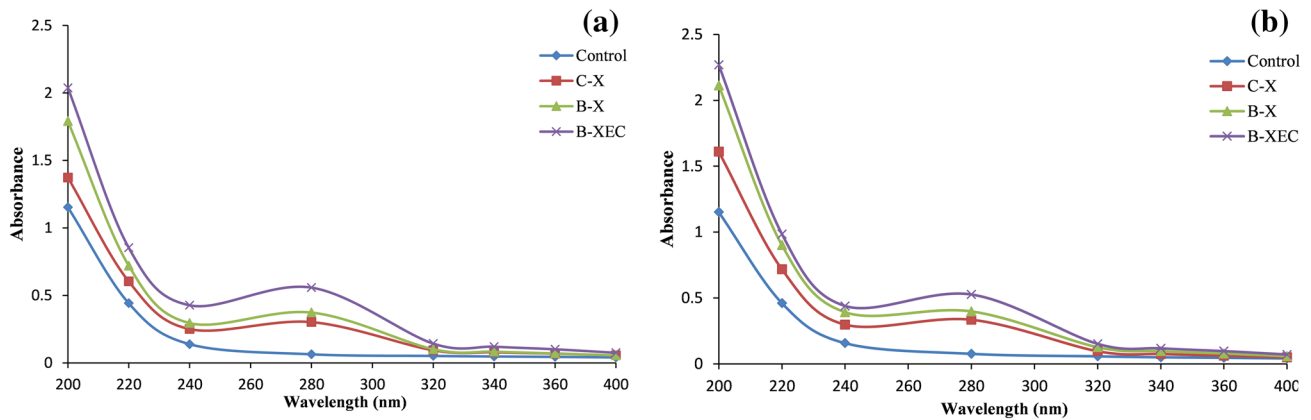 (a)
2.5
2
1.5
1
0.5
0
Absorbance
200 220 240 260 280 300 320 340 360 380 400
Wavelength (nm)
Control
C-X
B-X
B-XEC
(b)
2.5
2
1.5
1
0.5
0
Absorbance
200 220 240 260 280 300 320 340 360 380 400
Wavelength (nm)
Control
C-X
B-X
B-XEC